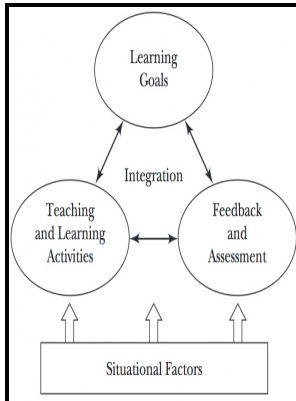 Learning
Goals
Integration
Teaching
and Learning
Activities
Feedback
and
Assessment
Situational Factors